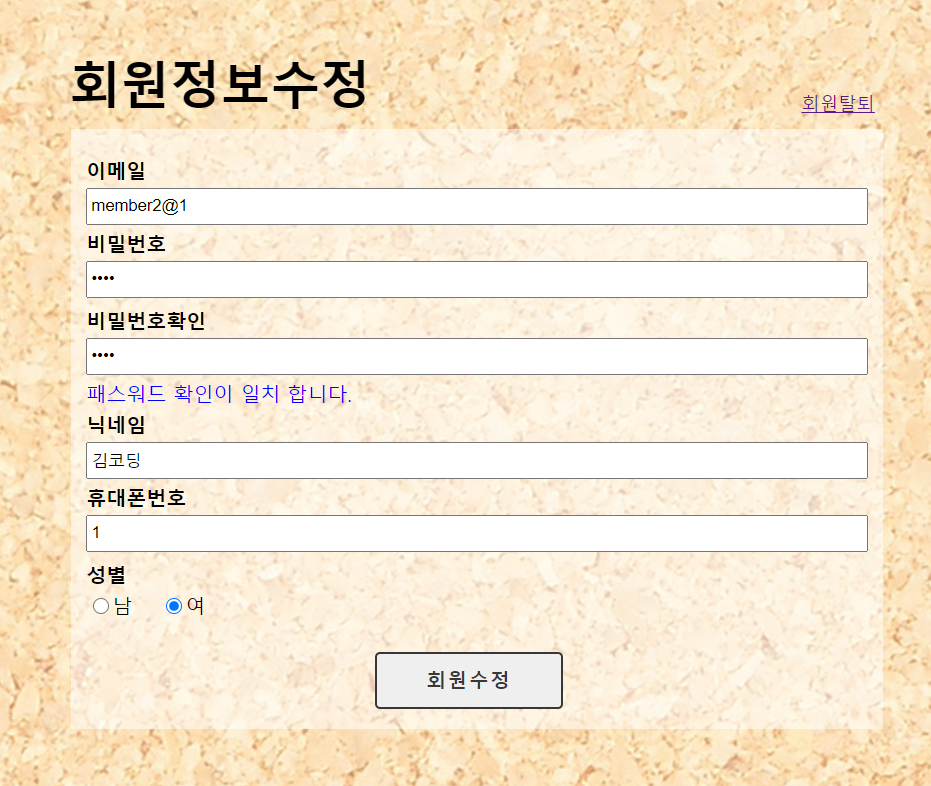 회원정보수정
회원탈퇴
이메일
member2@1
비밀번호
••••
비밀번호확인
••••
패스워드 확인이 일치 합니다.
닉네임
김코딩
휴대폰번호
1
성별
남 여
회원수정